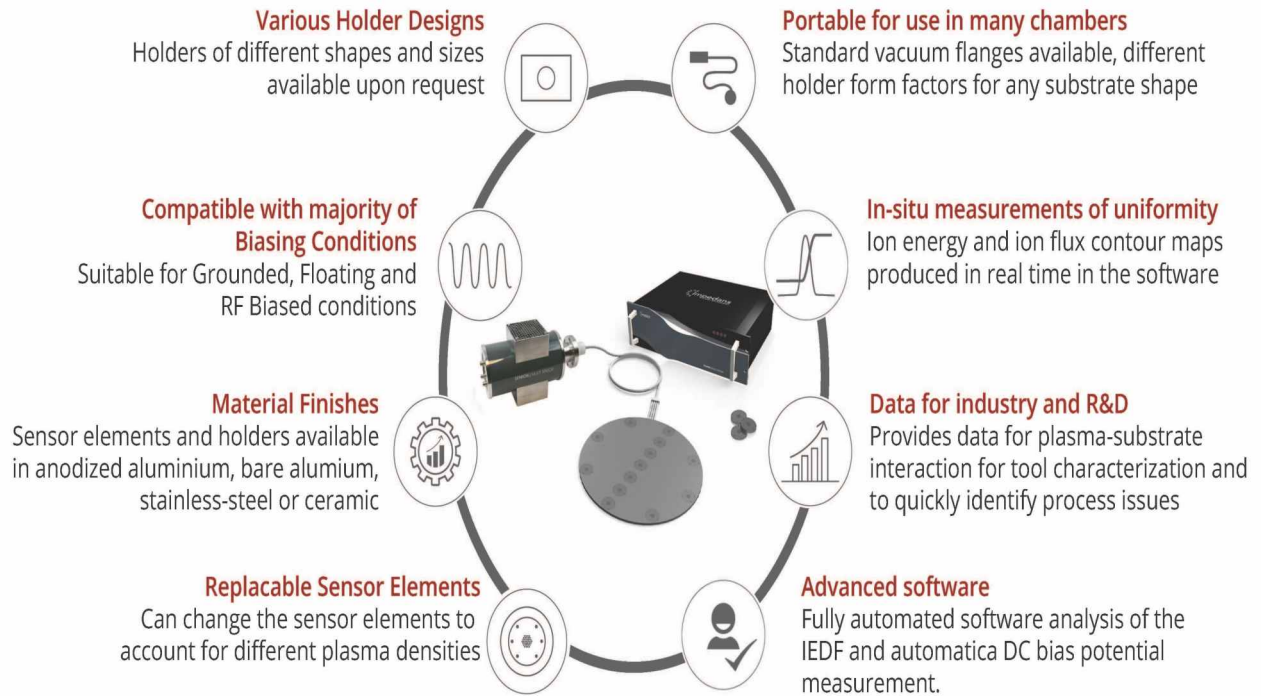 Various Holder Designs
Holders of different shapes and sizes
available upon request
Portable for use in many chambers
Standard vacuum flanges available, different
holder form factors for any substrate shape
Compatible with majority of
Biasing Conditions
Suitable for Grounded, Floating and
RF Biased conditions
In-situ measurements of uniformity
Ion energy and ion flux contour maps
produced in real time in the software
impedans
Material Finishes
Sensor elements and holders available
in anodized aluminium, bare alumium,
stainless-steel or ceramic
Data for industry and R&D
Provides data for plasma-substrate
interaction for tool characterization and
to quickly identify process issues
Replacable Sensor Elements
Can change the sensor elements to
account for different plasma densities
Advanced software
Fully automated software analysis of the
IEDF and automatica DC bias potential
measurement.